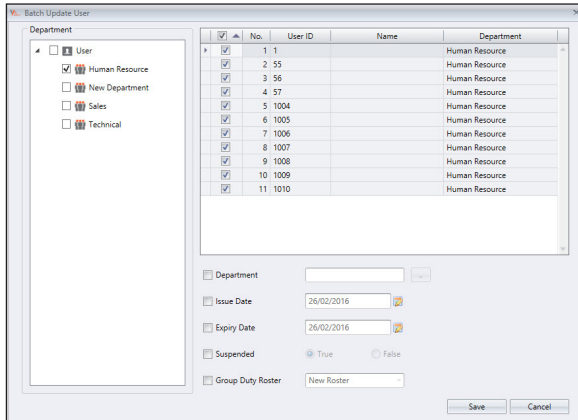 Batch Update User
Department
User
Human Resource
New Department
Sales
Technical
No. User ID Name Department
1 1 Human Resource
2 55 Human Resource
3 56 Human Resource
4 57 Human Resource
5 1004 Human Resource
6 1005 Human Resource
7 1006 Human Resource
8 1007 Human Resource
9 1008 Human Resource
10 1009 Human Resource
11 1010 Human Resource
Department ...
Issue Date 26/02/2016
Expiry Date 26/02/2016
Suspended True False
Group Duty Roster New Roster
Save Cancel